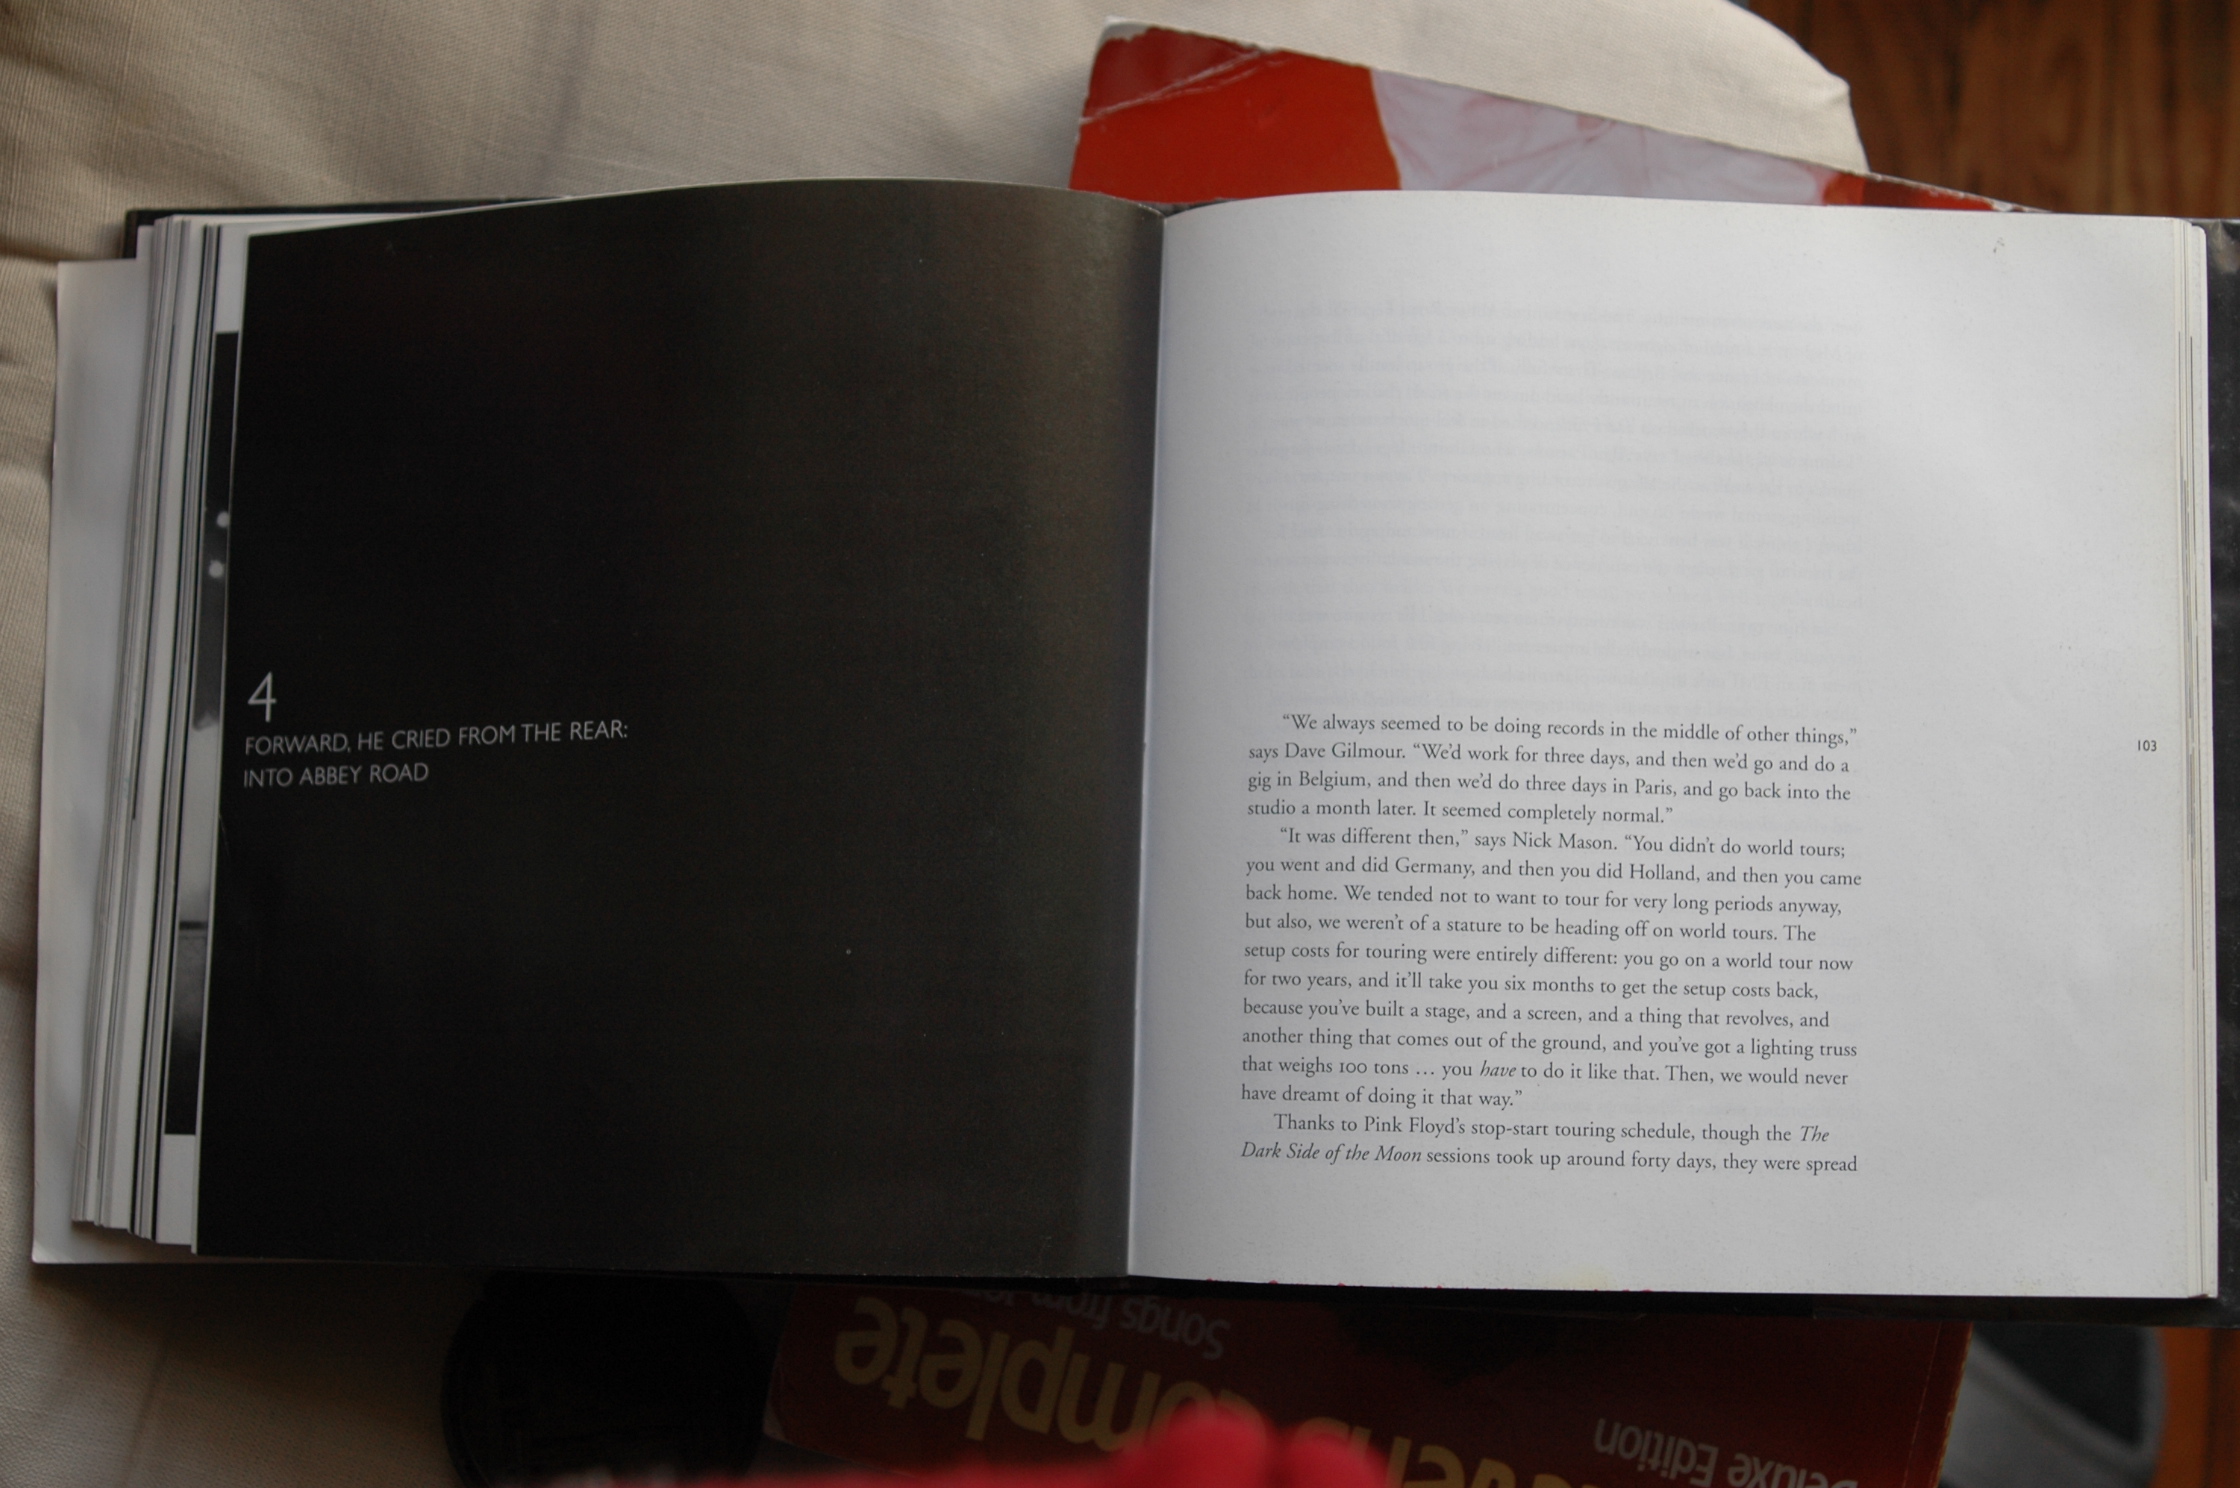 4
FORWARD, HE CRIED FROM THE REAR:
INTO ABBEY ROAD
“We always seemed to be doing records in the middle of other things,”
says Dave Gilmour. “We’d work for three days, and then we’d go and do a
gig in Belgium, and then we’d do three days in Paris, and go back into the
studio a month later. It seemed completely normal.”
“It was different then,” says Nick Mason. “You didn’t do world tours;
you went and did Germany, and then you did Holland, and then you came
back home. We tended not to want to tour for very long periods anyway,
but also, we weren’t of a stature to be heading off on world tours. The
setup costs for touring were entirely different: you go on a world tour now
for two years, and it’ll take you six months to get the setup costs back,
because you’ve built a stage, and a screen, and a thing that revolves, and
another thing that comes out of the ground, and you’ve got a lighting truss
that weighs 100 tons … you have to do it like that. Then, we would never
have dreamt of doing it that way.”
Thanks to Pink Floyd’s stop-start touring schedule, though the The
Dark Side of the Moon sessions took up around forty days, they were spread
103
Deluxe Edition
Complete
Songs from